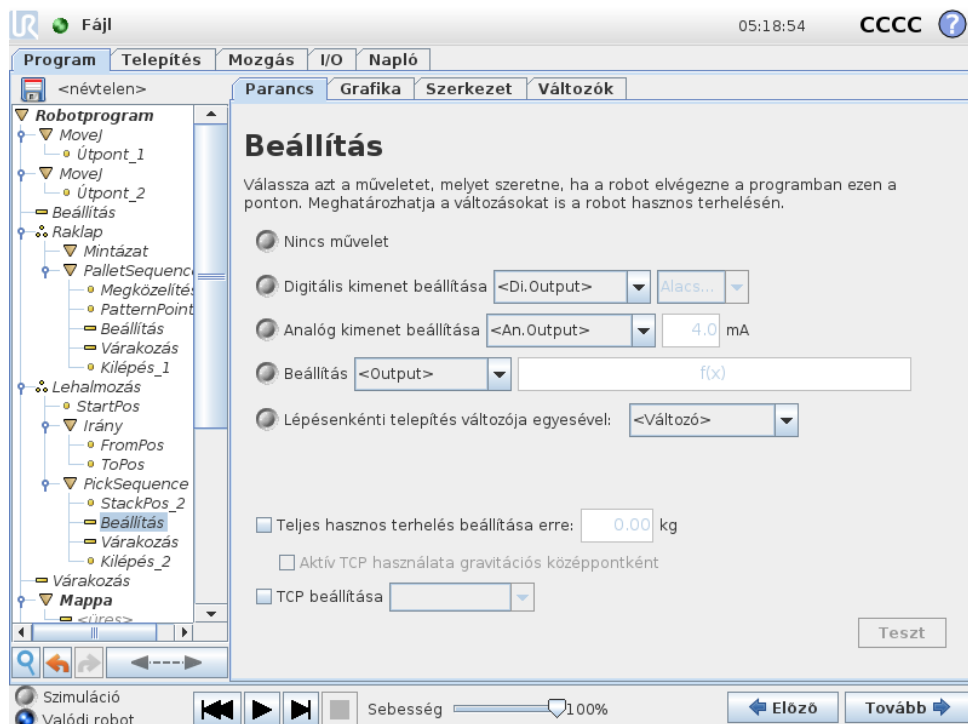 UR Fájl 05:18:54 CCCC ?
Program Telepítés Mozgás I/O Napló
<névtelen>
Parancs Grafika Szerkezet Változók
Robotprogram
MoveJ
Útpont_1
MoveJ
Útpont_2
Beállítás
Raklap
Mintázat
PalletSequence
Megközelítés
PatternPoint
Beállítás
Várakozás
Kilépés_1
Lehalmozás
StartPos
Irány
FromPos
ToPos
PickSequence
StackPos_2
Beállítás
Várakozás
Kilépés_2
Várakozás
Mappa
<üres>
Beállítás
Válassza azt a műveletet, melyet szeretne, ha a robot elvégezne a programban ezen a
ponton. Meghatározhatja a változásokat is a robot hasznos terhelésén.
Nincs művelet
Digitális kimenet beállítása <Di.Output> Alacs...
Analóg kimenet beállítása <An.Output> 4.0 mA
Beállítás <Output> f(x)
Lépésenkénti telepítés változója egyesével: <Változó>
Teljes hasznos terhelés beállítása erre: 0.00 kg
Aktív TCP használata gravitációs középpontként
TCP beállítása
Teszt
Szimuláció
Valódi robot
Sebesség 100%
Előző Tovább